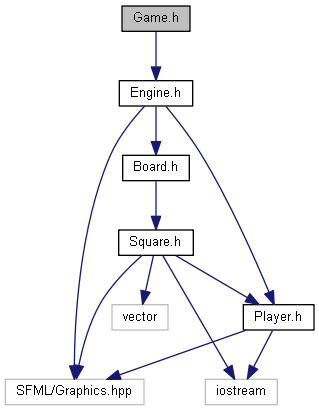 Game.h
Engine.h
Board.h
Square.h
vector
Player.h
SFML/Graphics.hpp
iostream